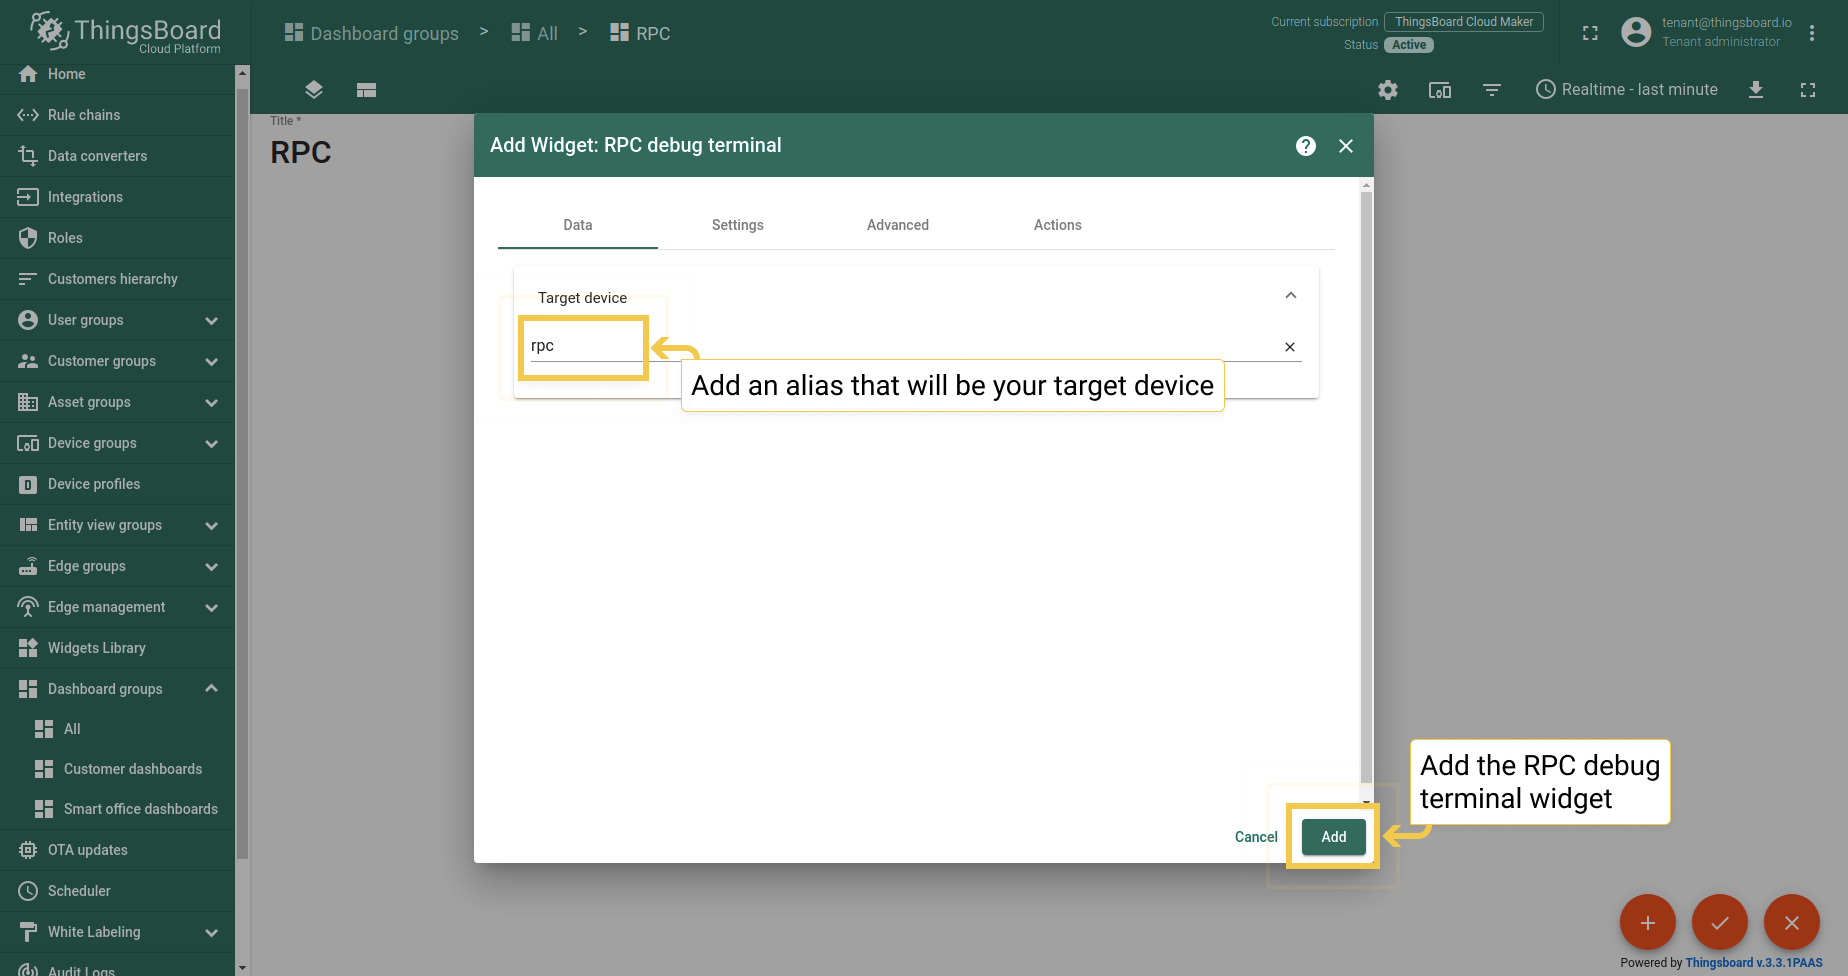 ThingsBoard
Cloud Platform
Dashboard groups > All > RPC
Current subscription ThingsBoard Cloud Maker
Status Active
tenant@thingsboard.io
Tenant administrator
Realtime - last minute
Home
Rule chains
Data converters
Integrations
Roles
Customers hierarchy
User groups
Customer groups
Asset groups
Device groups
Device profiles
Entity view groups
Edge groups
Edge management
Widgets Library
Dashboard groups
All
Customer dashboards
Smart office dashboards
OTA updates
Scheduler
White Labeling
Audit Logs
Title *
RPC
Add Widget: RPC debug terminal
Data Settings Advanced Actions
Target device
rpc
Add an alias that will be your target device
Add the RPC debug
terminal widget
Cancel Add
Powered by Thingsboard v.3.3.1PAAS